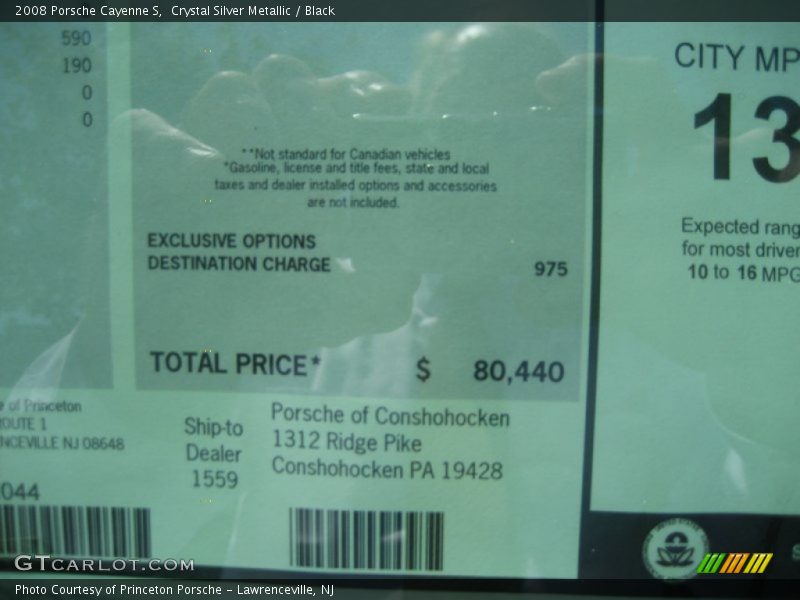 2008 Porsche Cayenne S,  Crystal Silver Metallic / Black
590
190
0
0
**Not standard for Canadian vehicles
*Gasoline, license and title fees, state and local
taxes and dealer installed options and accessories
are not included.
EXCLUSIVE OPTIONS
DESTINATION CHARGE 975
TOTAL PRICE* $ 80,440
e of Princeton
OUTE 1
NCEVILLE NJ 08648
044
Ship-to
Dealer
1559
Porsche of Conshohocken
1312 Ridge Pike
Conshohocken PA 19428
CITY MP
13
Expected rang
for most driver
10 to 16 MPG
GTCARLOT.COM
Photo Courtesy of Princeton Porsche – Lawrenceville, NJ